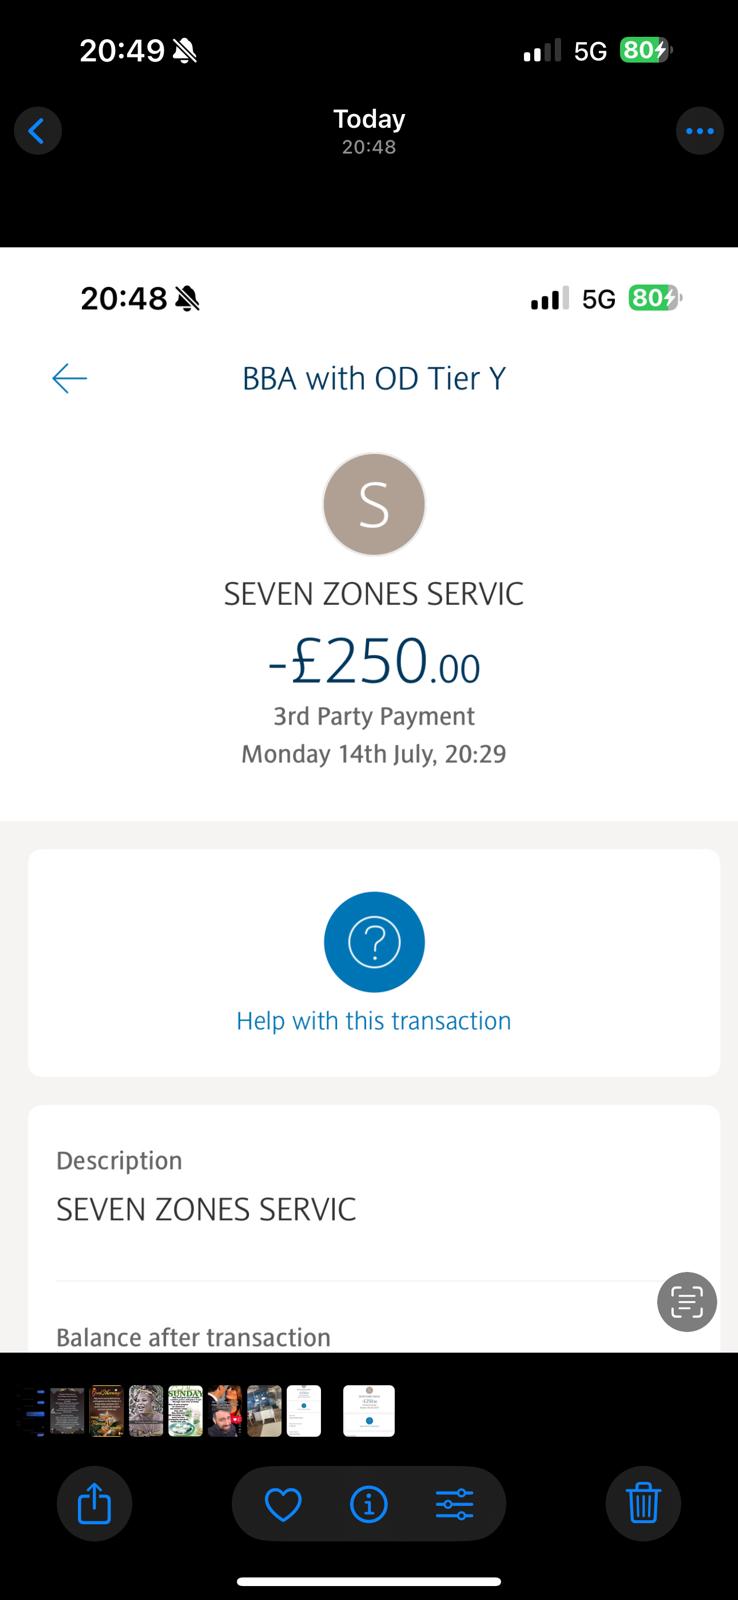 20:49 5G 80
Today
20:48
20:48 5G 80
BBA with OD Tier Y
S
SEVEN ZONES SERVIC
-£250.00
3rd Party Payment
Monday 14th July, 20:29
?
Help with this transaction
Description
SEVEN ZONES SERVIC
Balance after transaction
SUNDAY